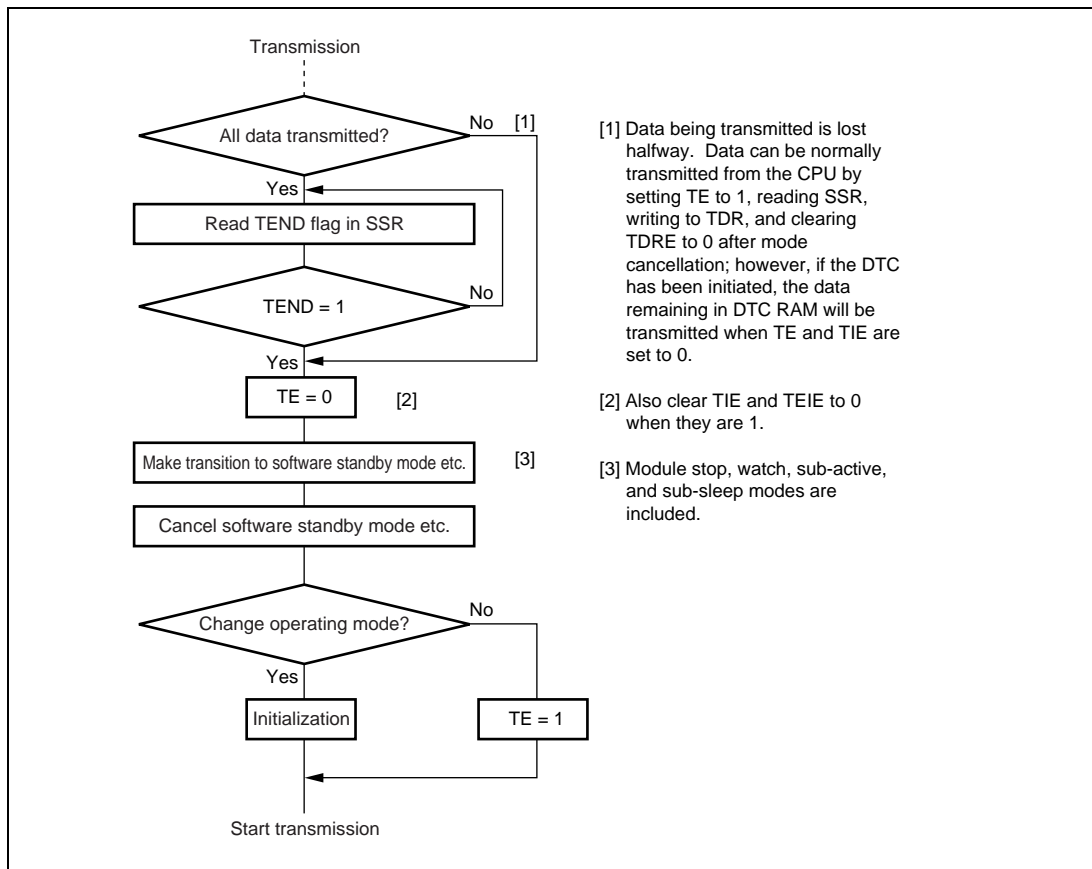 Transmission
All data transmitted?
No [1]
Yes
Read TEND flag in SSR
TEND = 1
No
Yes
TE = 0 [2]
Make transition to software standby mode etc. [3]
Cancel software standby mode etc.
Change operating mode?
No
Yes
Initialization
TE = 1
Start transmission
[1] Data being transmitted is lost
halfway. Data can be normally
transmitted from the CPU by
setting TE to 1, reading SSR,
writing to TDR, and clearing
TDRE to 0 after mode
cancellation; however, if the DTC
has been initiated, the data
remaining in DTC RAM will be
transmitted when TE and TIE are
set to 0.
[2] Also clear TIE and TEIE to 0
when they are 1.
[3] Module stop, watch, sub-active,
and sub-sleep modes are
included.